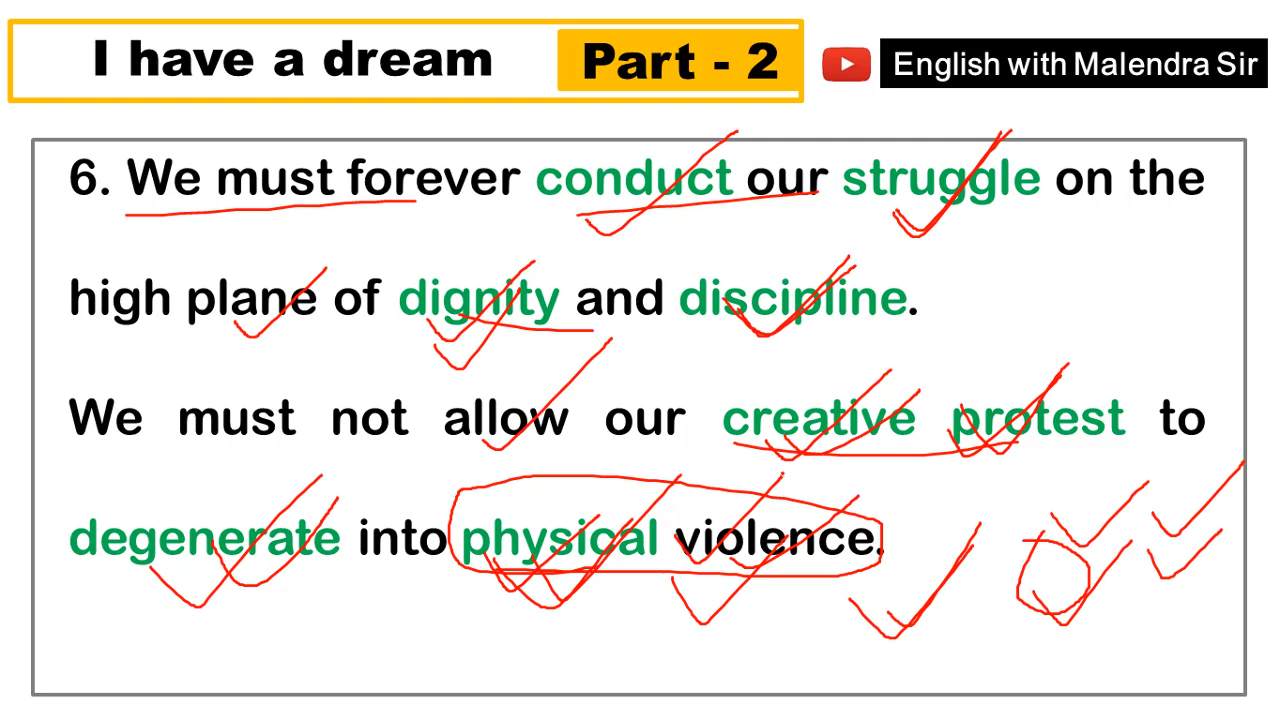 I have a dream
Part - 2
English with Malendra Sir
6. We must forever conduct our struggle on the
high plane of dignity and discipline.
We must not allow our creative protest to
degenerate into physical violence.